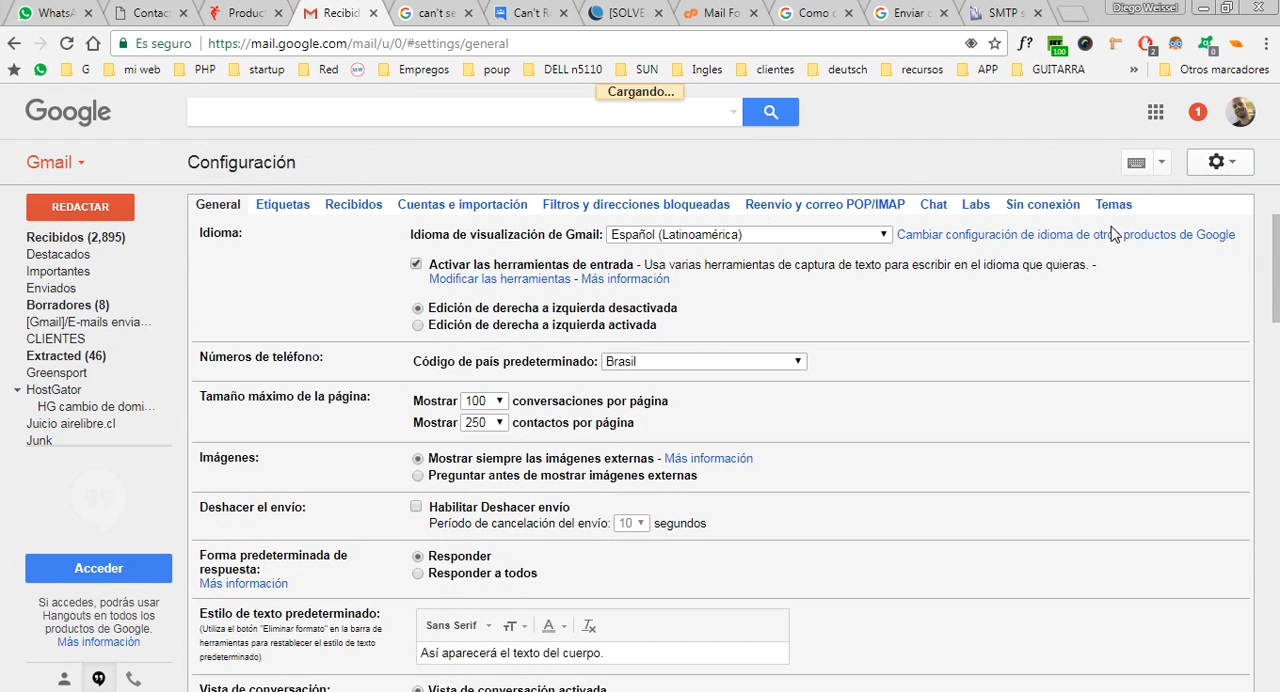 Diego Weissel
WhatsA
Contact
Product
Recibid
can't se
Can't R
[SOLVE
Mail Fo
Como c
Enviar c
SMTP s
Es seguro
https://mail.google.com/mail/u/0/#settings/general
f?
100
2
0
G
mi web
PHP
startup
Red
Empregos
poup
DELL n5110
SUN
Ingles
clientes
deutsch
recursos
APP
GUITARRA
»
Otros marcadores
Cargando...
Google
1
Gmail
Configuración
REDACTAR
Recibidos (2,895)
Destacados
Importantes
Enviados
Borradores (8)
[Gmail]/E-mails envia...
CLIENTES
Extracted (46)
Greensport
HostGator
HG cambio de domi...
Juicio airelibre.cl
Junk
Acceder
Si accedes, podrás usar
Hangouts en todos los
productos de Google.
Más información
General Etiquetas Recibidos Cuentas e importación Filtros y direcciones bloqueadas Reenvío y correo POP/IMAP Chat Labs Sin conexión Temas
Idioma:
Idioma de visualización de Gmail: Español (Latinoamérica) Cambiar configuración de idioma de otros productos de Google
Activar las herramientas de entrada - Usa varias herramientas de captura de texto para escribir en el idioma que quieras. -
Modificar las herramientas - Más información
Edición de derecha a izquierda desactivada
Edición de derecha a izquierda activada
Números de teléfono:
Código de país predeterminado: Brasil
Tamaño máximo de la página:
Mostrar 100 conversaciones por página
Mostrar 250 contactos por página
Imágenes:
Mostrar siempre las imágenes externas - Más información
Preguntar antes de mostrar imágenes externas
Deshacer el envío:
Habilitar Deshacer envío
Período de cancelación del envío: 10 segundos
Forma predeterminada de
respuesta:
Más información
Responder
Responder a todos
Estilo de texto predeterminado:
(Utiliza el botón "Eliminar formato" en la barra de
herramientas para restablecer el estilo de texto
predeterminado)
Sans Serif
Así aparecerá el texto del cuerpo.
Vista de conversación:
Vista de conversación activada